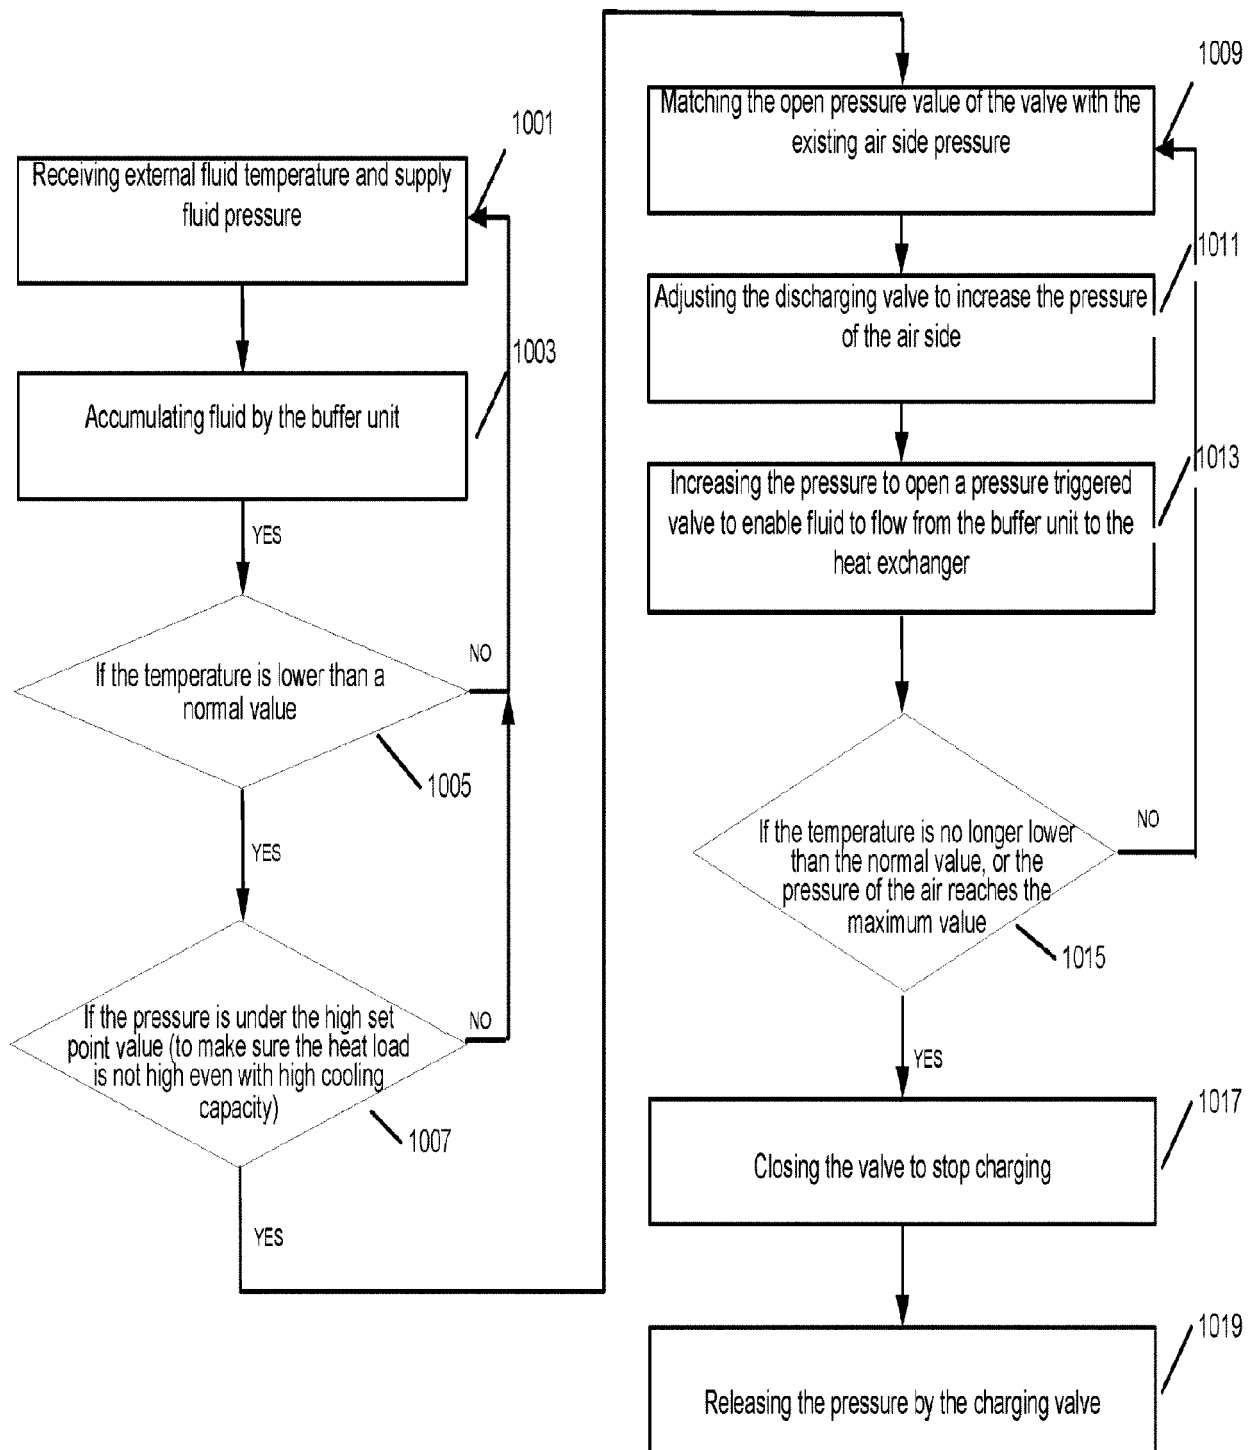 1001
Receiving external fluid temperature and supply
fluid pressure
1003
Accumulating fluid by the buffer unit
YES
If the temperature is lower than a
normal value
NO
1005
YES
If the pressure is under the high set
point value (to make sure the heat load
is not high even with high cooling
capacity)
NO
1007
YES
1009
Matching the open pressure value of the valve with the
existing air side pressure
1011
Adjusting the discharging valve to increase the pressure
of the air side
1013
Increasing the pressure to open a pressure triggered
valve to enable fluid to flow from the buffer unit to the
heat exchanger
If the temperature is no longer lower
than the normal value, or the
pressure of the air reaches the
maximum value
NO
1015
YES
1017
Closing the valve to stop charging
1019
Releasing the pressure by the charging valve